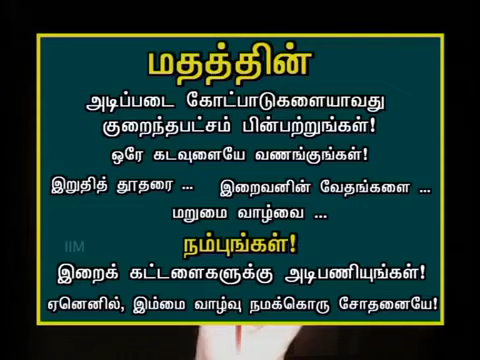 மதத்தின்
அடிப்படை கோட்பாடுகளையாவது
குறைந்தபட்சம் பின்பற்றுங்கள்!
ஒரே கடவுளையே வணங்குங்கள்!
இறுதித் தூதரை ... இறைவனின் வேதங்களை ...
மறுமை வாழ்வை ...
நம்புங்கள்!
IIM
இறைக் கட்டளைகளுக்கு அடிபணியுங்கள்!
ஏனெனில், இம்மை வாழ்வு நமக்கொரு சோதனையே!